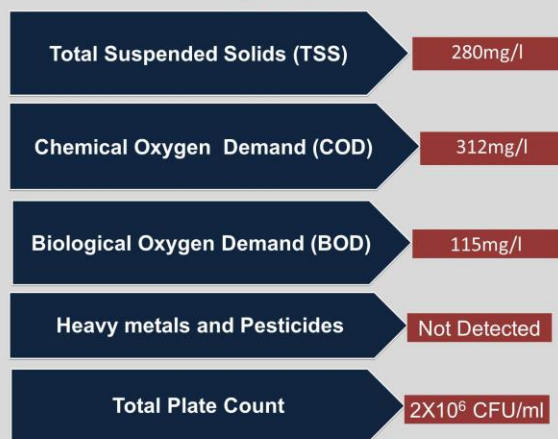 Total Suspended Solids (TSS) 280mg/l
Chemical Oxygen Demand (COD) 312mg/l
Biological Oxygen Demand (BOD) 115mg/l
Heavy metals and Pesticides Not Detected
Total Plate Count 2X10⁶ CFU/ml